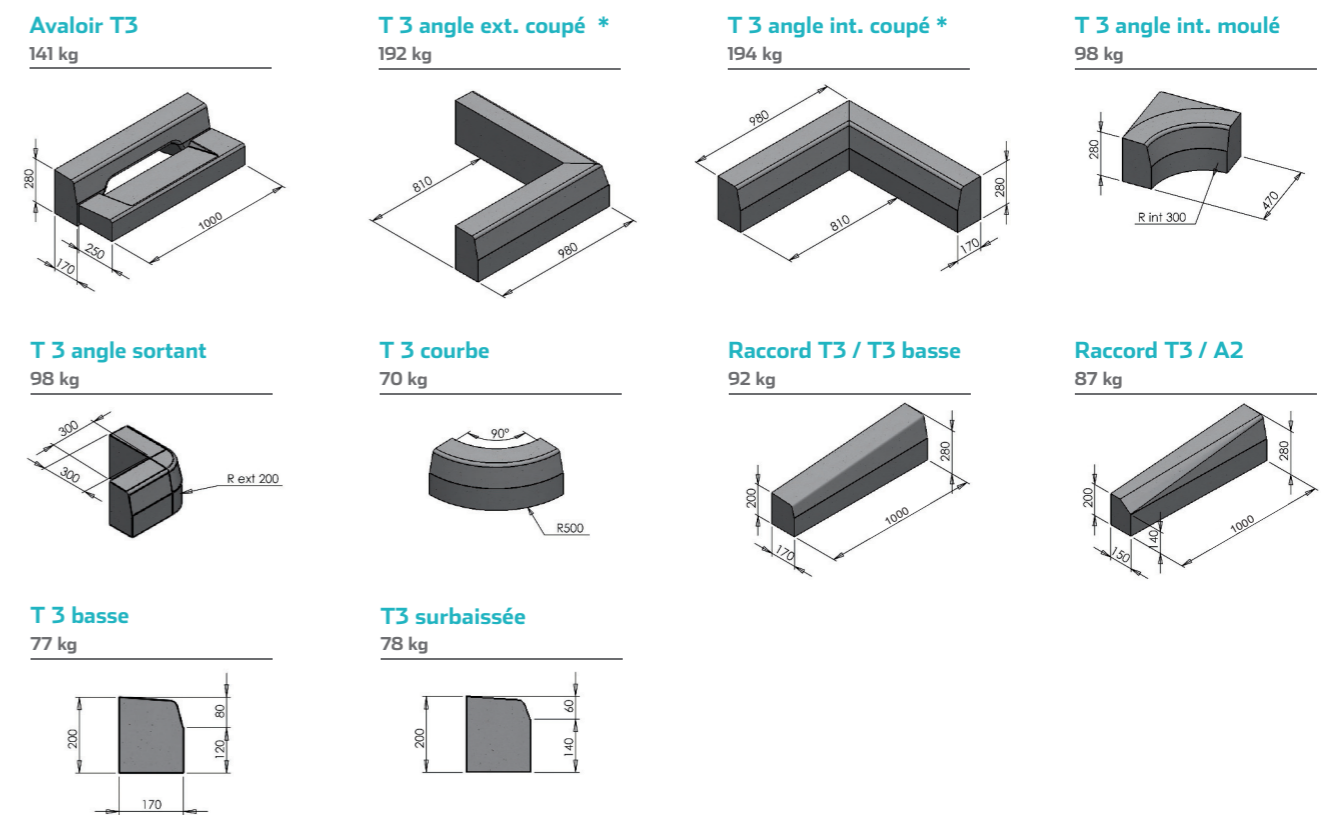 Avaloir T3
141 kg
280
170
250
1000
T 3 angle ext. coupé *
192 kg
810
980
T 3 angle int. coupé *
194 kg
980
810
280
170
T 3 angle int. moulé
98 kg
280
R int 300
470
T 3 angle sortant
98 kg
300
300
R ext 200
T 3 courbe
70 kg
90°
R500
Raccord T3 / T3 basse
92 kg
200
170
1000
280
Raccord T3 / A2
87 kg
200
150
140
1000
280
T 3 basse
77 kg
200
80
120
170
T3 surbaissée
78 kg
200
60
140